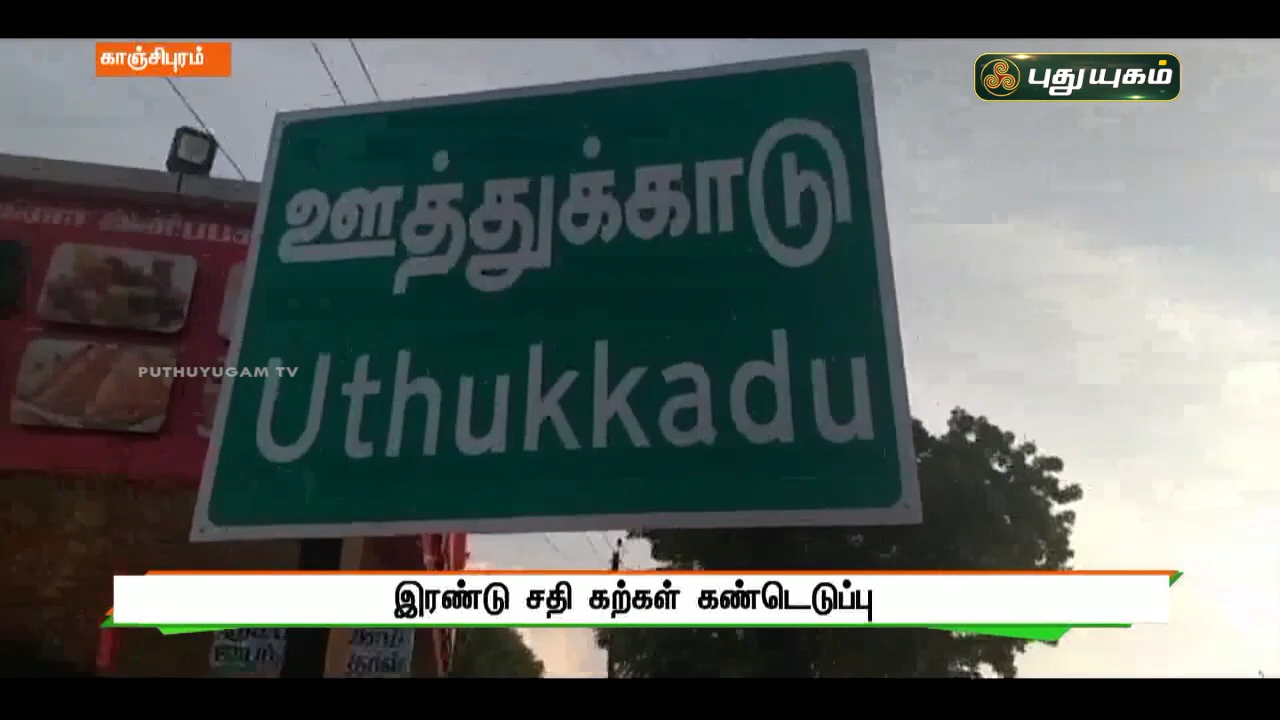 காஞ்சிபுரம்
புதுயுகம்
ஊத்துக்காடு
PUTHUYUGAM TV
Uthukkadu
இரண்டு சதி கற்கள் கண்டெடுப்பு